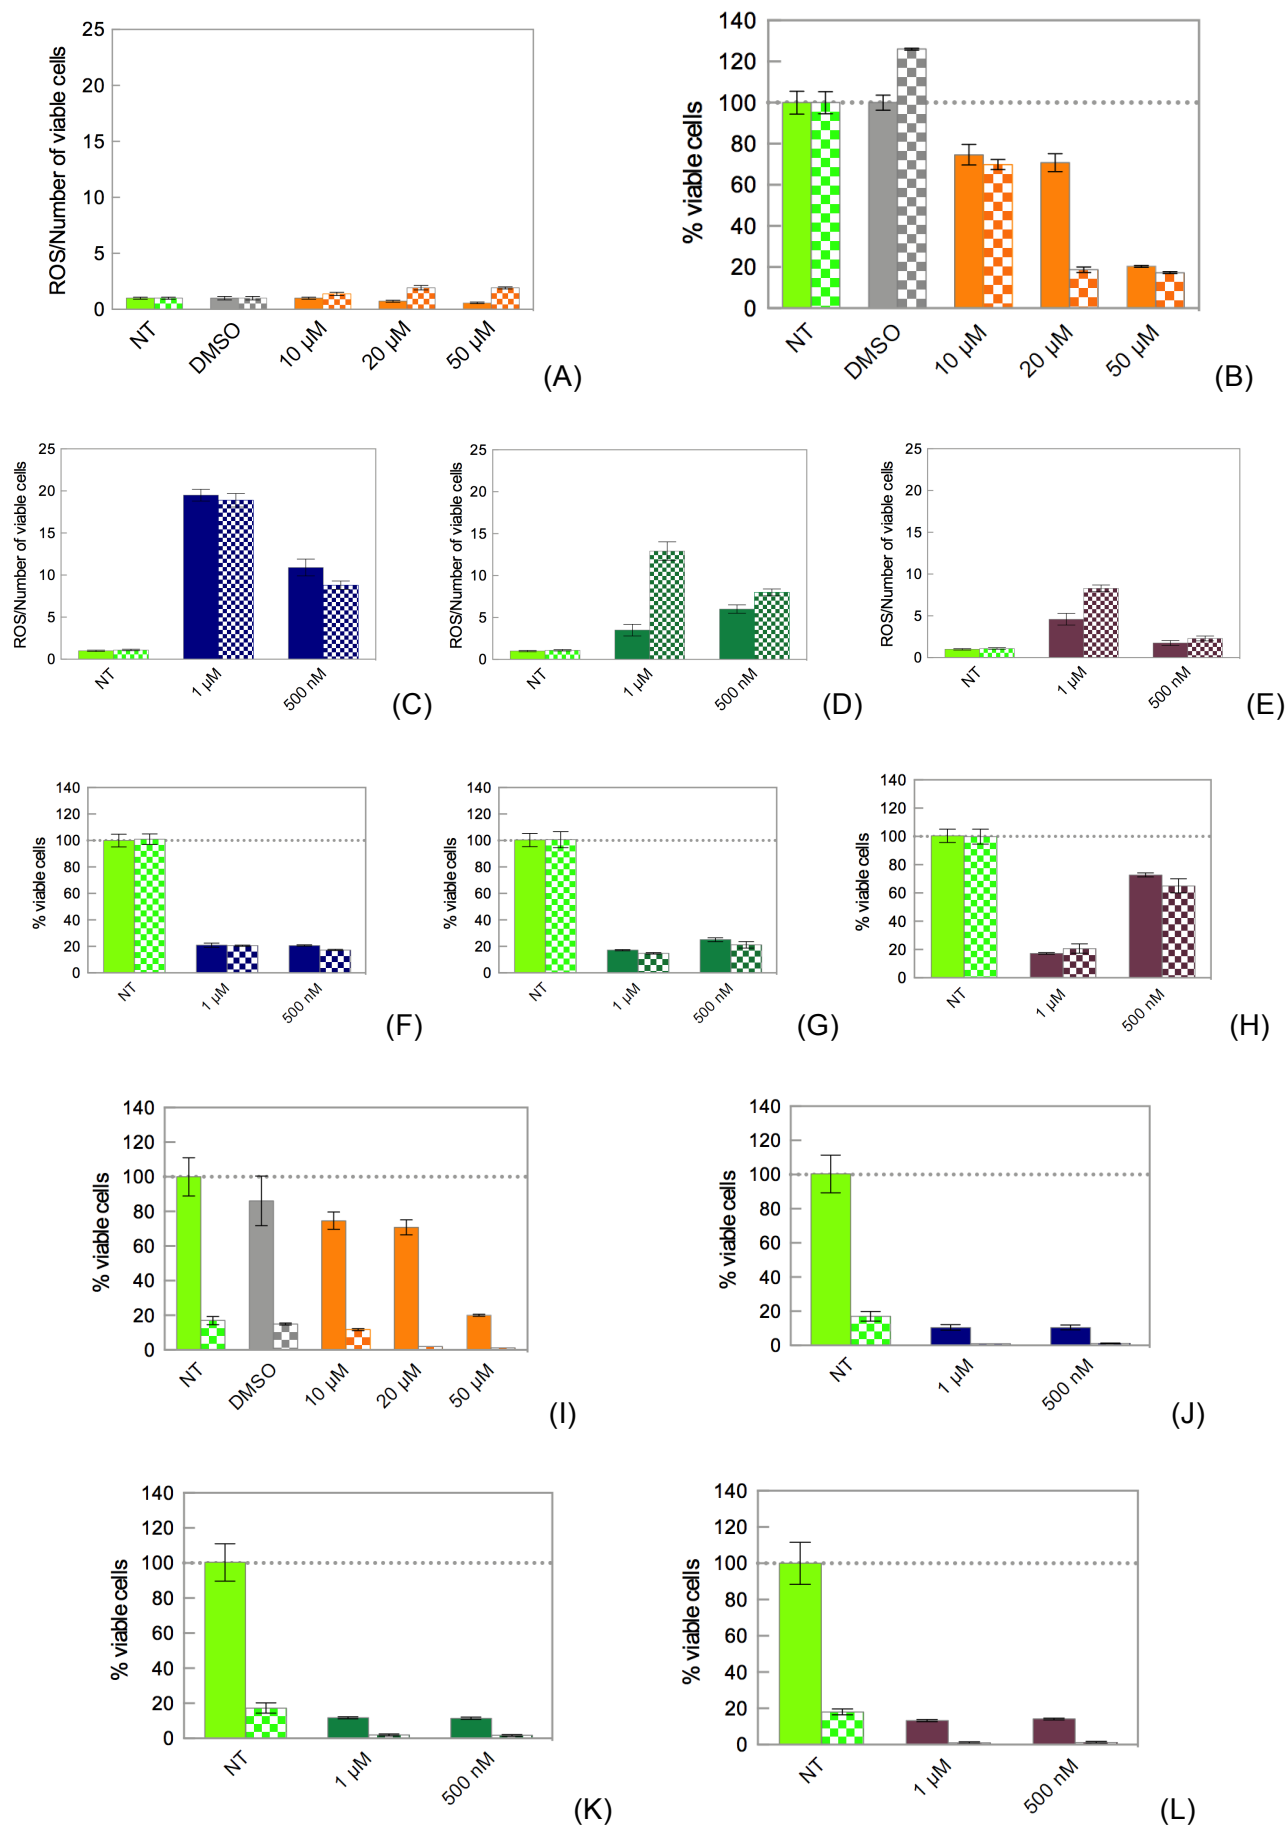 25
20
15
10
5
0
ROS/Number of viable cells
NT
DMSO
10 µM
20 µM
50 µM
(A)
140
120
100
80
60
40
20
0
% viable cells
NT
DMSO
10 µM
20 µM
50 µM
(B)
25
20
15
10
5
0
ROS/Number of viable cells
NT
1 µM
500 nM
(C)
25
20
15
10
5
0
ROS/Number of viable cells
NT
1 µM
500 nM
(D)
25
20
15
10
5
0
ROS/Number of viable cells
NT
1 µM
500 nM
(E)
140
120
100
80
60
40
20
0
% viable cells
NT
1 µM
500 nM
(F)
140
120
100
80
60
40
20
0
% viable cells
NT
1 µM
500 nM
(G)
140
120
100
80
60
40
20
0
% viable cells
NT
1 µM
500 nM
(H)
140
120
100
80
60
40
20
0
% viable cells
NT
DMSO
10 µM
20 µM
50 µM
(I)
140
120
100
80
60
40
20
0
% viable cells
NT
1 µM
500 nM
(J)
140
120
100
80
60
40
20
0
% viable cells
NT
1 µM
500 nM
(K)
140
120
100
80
60
40
20
0
% viable cells
NT
1 µM
500 nM
(L)